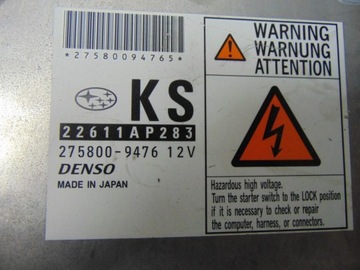 *27580094765*
KS
22611AP283
275800-9476 12V
DENSO
MADE IN JAPAN
WARNING
WARNUNG
ATTENTION
Hazardous high voltage.
Turn the starter switch to the LOCK position
if it is necessary to check or repair
the computer, harness, or connectors.